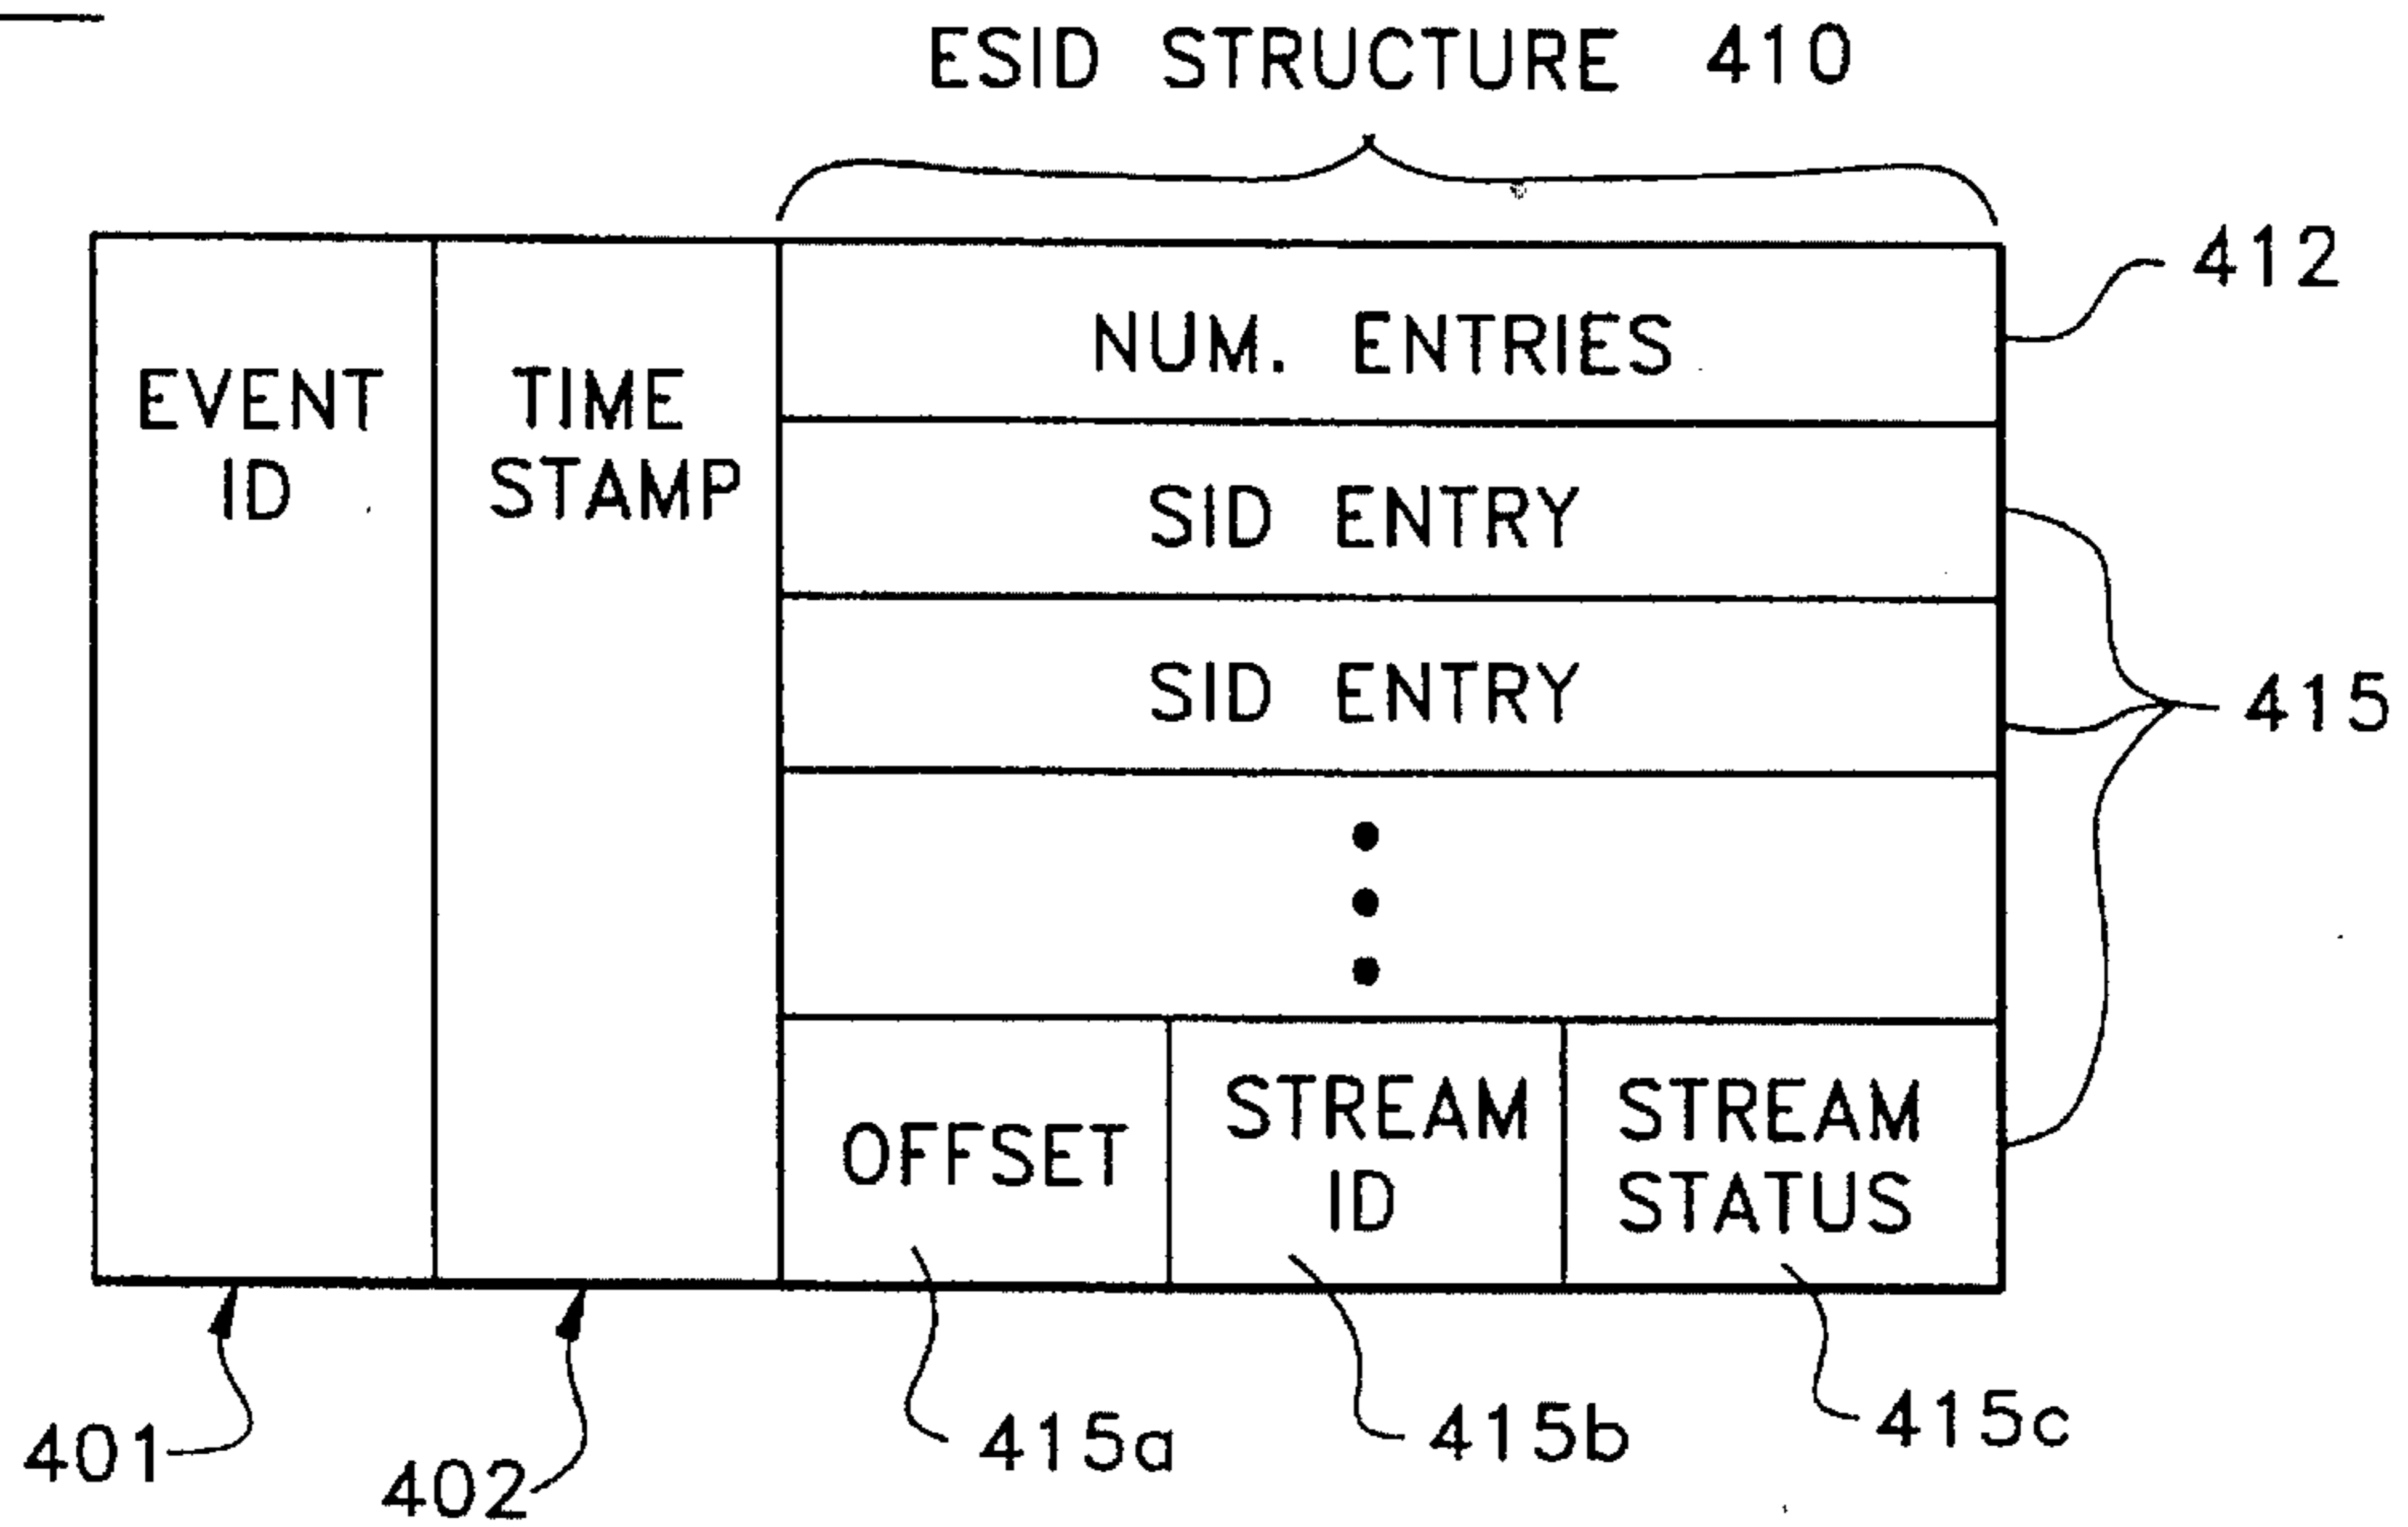 ESID STRUCTURE 410
412
EVENT
ID
TIME
STAMP
NUM. ENTRIES
SID ENTRY
SID ENTRY
415
OFFSET
STREAM
ID
STREAM
STATUS
401
402
415a
415b
415c